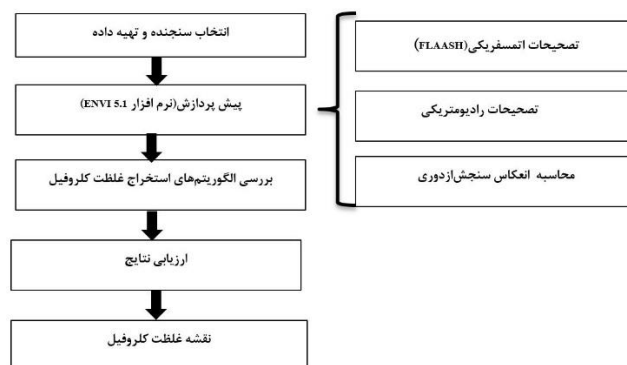 انتخاب سنجنده و تهیه داده
پیش پردازش(نرم افزار ENVI 5.1)
بررسی الگوریتم‌های استخراج غلظت کلروفیل
ارزیابی نتایج
نقشه غلظت کلروفیل
تصحیحات اتمسفریکی(FLAASH)
تصحیحات رادیومتریکی
محاسبه انعکاس سنجش‌ازدوری